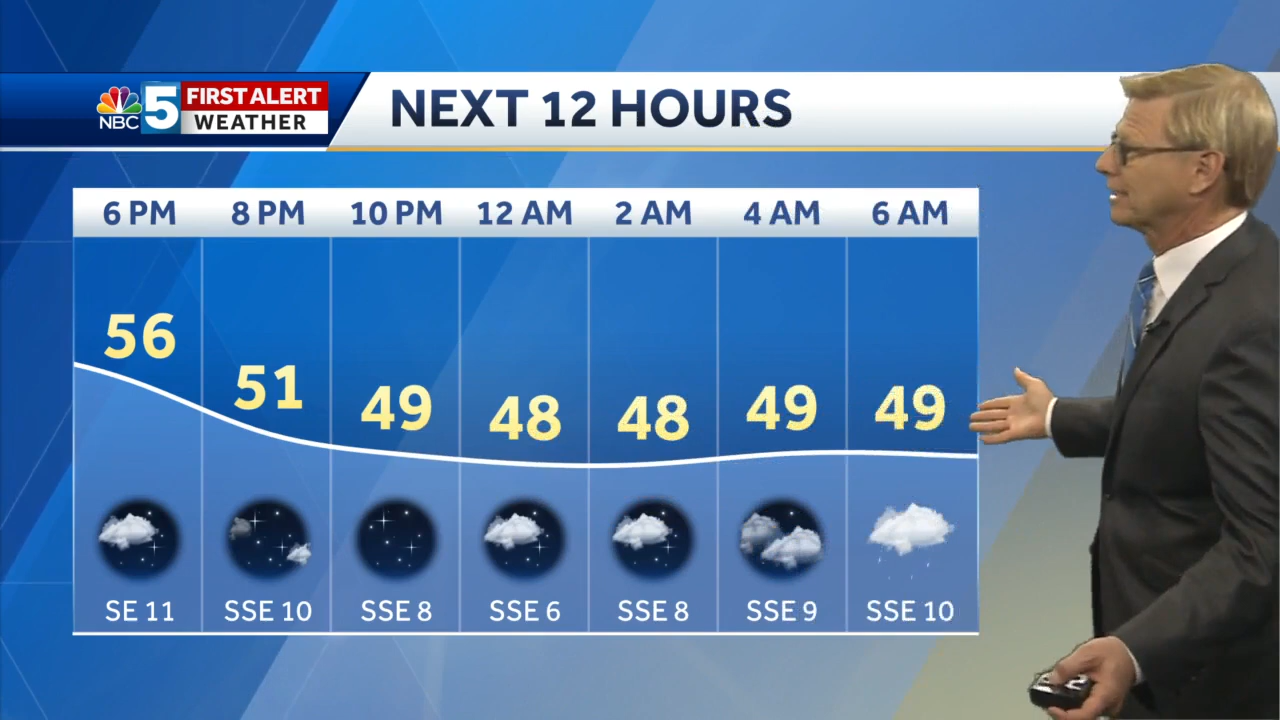 NBC 5 FIRST ALERT WEATHER
NEXT 12 HOURS
6 PM 8 PM 10 PM 12 AM 2 AM 4 AM 6 AM
56 51 49 48 48 49 49
SE 11 SSE 10 SSE 8 SSE 6 SSE 8 SSE 9 SSE 10